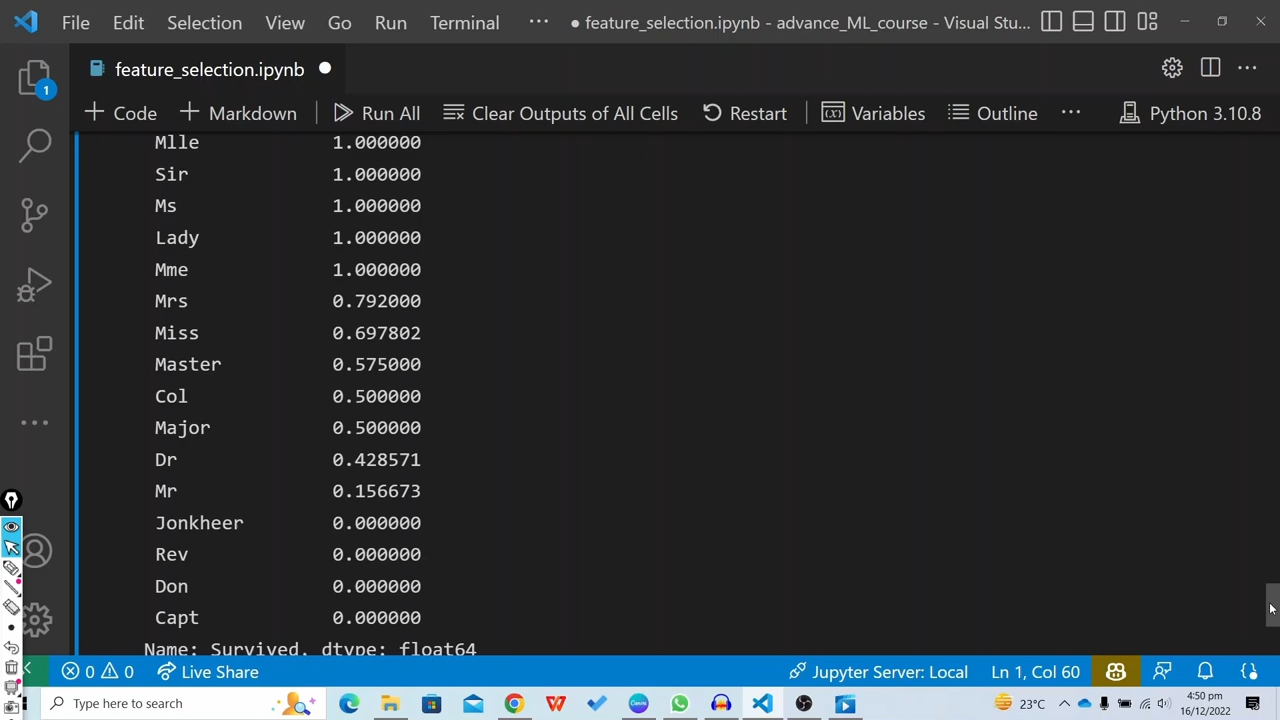 File Edit Selection View Go Run Terminal ··· ● feature_selection.ipynb - advance_ML_course - Visual Stu...
feature_selection.ipynb
1
Code Markdown Run All Clear Outputs of All Cells Restart Variables Outline ··· Python 3.10.8
Mlle 1.000000
Sir 1.000000
Ms 1.000000
Lady 1.000000
Mme 1.000000
Mrs 0.792000
Miss 0.697802
Master 0.575000
Col 0.500000
Major 0.500000
Dr 0.428571
Mr 0.156673
Jonkheer 0.000000
Rev 0.000000
Don 0.000000
Capt 0.000000
Name: Survived, dtype: float64
0 0 Live Share Jupyter Server: Local Ln 1, Col 60
Type here to search 23°C 4:50 pm
16/12/2022